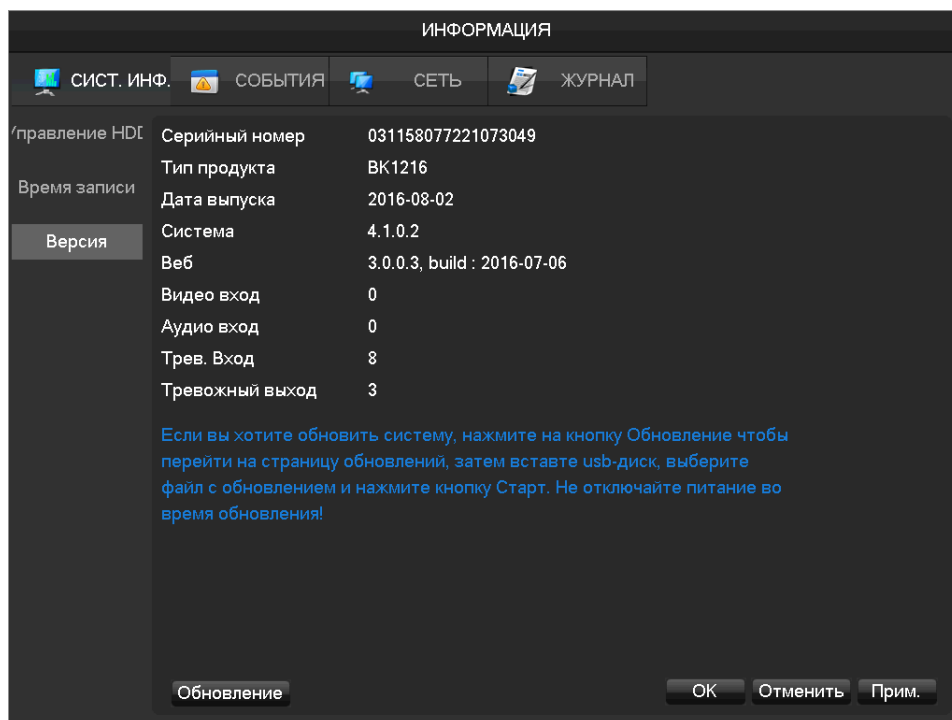 ИНФОРМАЦИЯ
СИСТ. ИНФ. СОБЫТИЯ СЕТЬ ЖУРНАЛ
Управление HDD
Время записи
Версия
Серийный номер 031158077221073049
Тип продукта BK1216
Дата выпуска 2016-08-02
Система 4.1.0.2
Веб 3.0.0.3, build : 2016-07-06
Видео вход 0
Аудио вход 0
Трев. Вход 8
Тревожный выход 3
Если вы хотите обновить систему, нажмите на кнопку Обновление чтобы
перейти на страницу обновлений, затем вставте usb-диск, выберите
файл с обновлением и нажмите кнопку Старт. Не отключайте питание во
время обновления!
Обновление OK Отменить Прим.